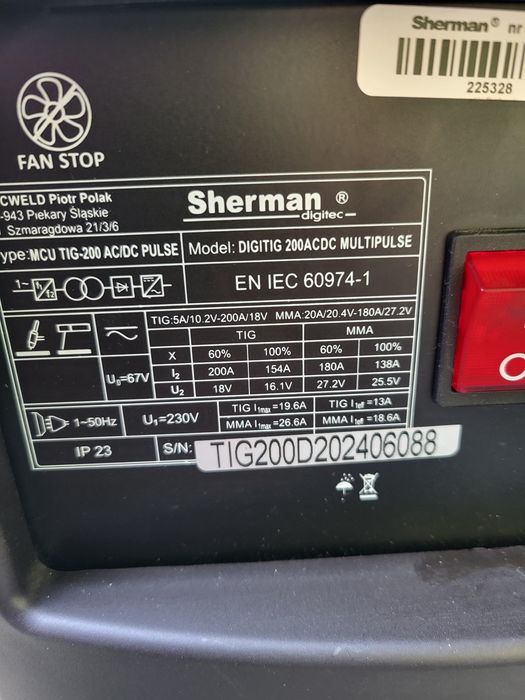 Sherman® nr
225328
FAN STOP
CWELD Piotr Polak
-943 Piekary Śląskie
Szmaragdowa 21/3/6
Sherman ®
digitec
ype: MCU TIG-200 AC/DC PULSE
Model: DIGITIG 200ACDC MULTIPULSE
1~ f1 f2
EN IEC 60974-1
TIG:5A/10.2V-200A/18V MMA:20A/20.4V-180A/27.2V
TIG MMA
X 60% 100% 60% 100%
I2 200A 154A 180A 138A
U0=67V
U2 18V 16.1V 27.2V 25.5V
1~50Hz U1=230V
TIG I1max=19.6A TIG I1eff=13A
MMA I1max=26.6A MMA I1eff=18.6A
IP 23 S/N: TIG200D202406088